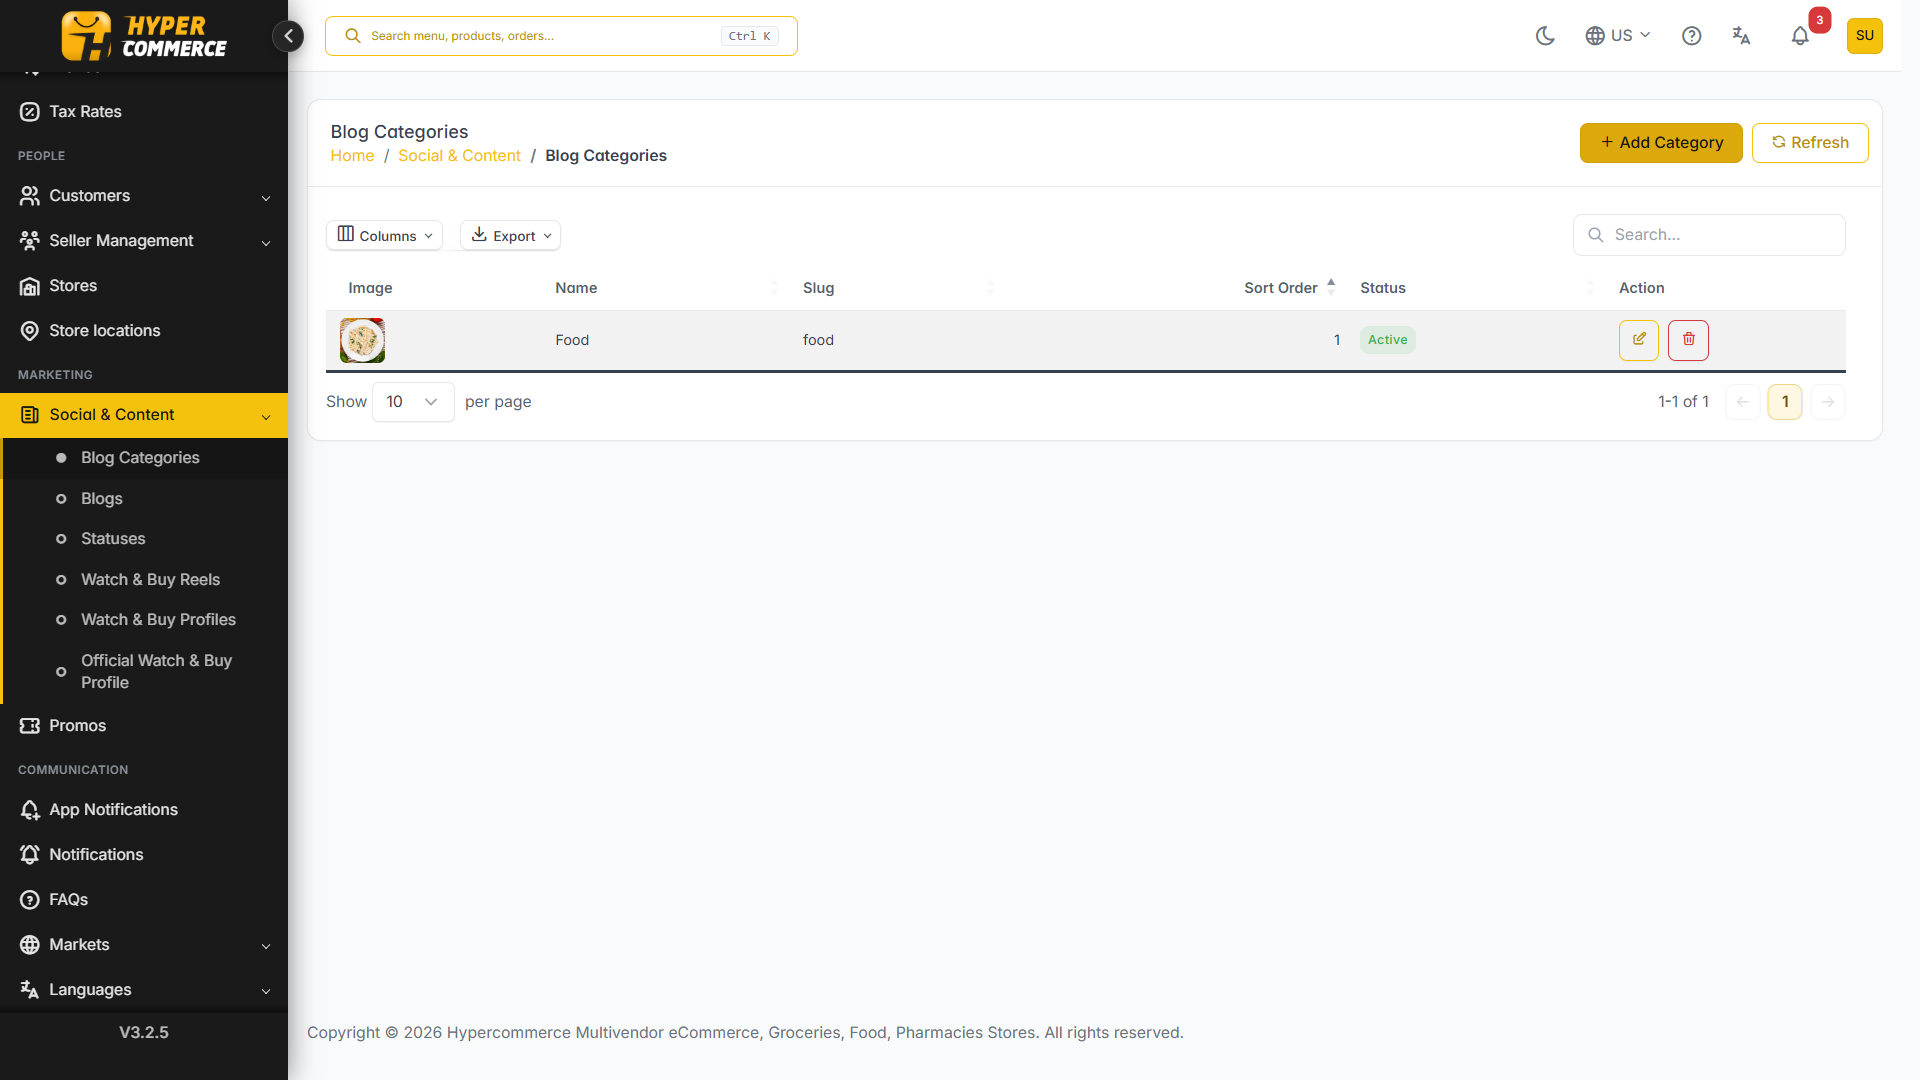 HYPER
COMMERCE
Search menu, products, orders...
Ctrl K
US
3
SU
Tax Rates
PEOPLE
Customers
Seller Management
Stores
Store locations
MARKETING
Social & Content
Blog Categories
Blogs
Statuses
Watch & Buy Reels
Watch & Buy Profiles
Official Watch & Buy
Profile
Promos
COMMUNICATION
App Notifications
Notifications
FAQs
Markets
Languages
V3.2.5
Blog Categories
Home / Social & Content / Blog Categories
+ Add Category
Refresh
Columns
Export
Search...
Image Name Slug Sort Order Status Action
Food food 1 Active
Show 10 per page
1-1 of 1
1
Copyright © 2026 Hypercommerce Multivendor eCommerce, Groceries, Food, Pharmacies Stores. All rights reserved.